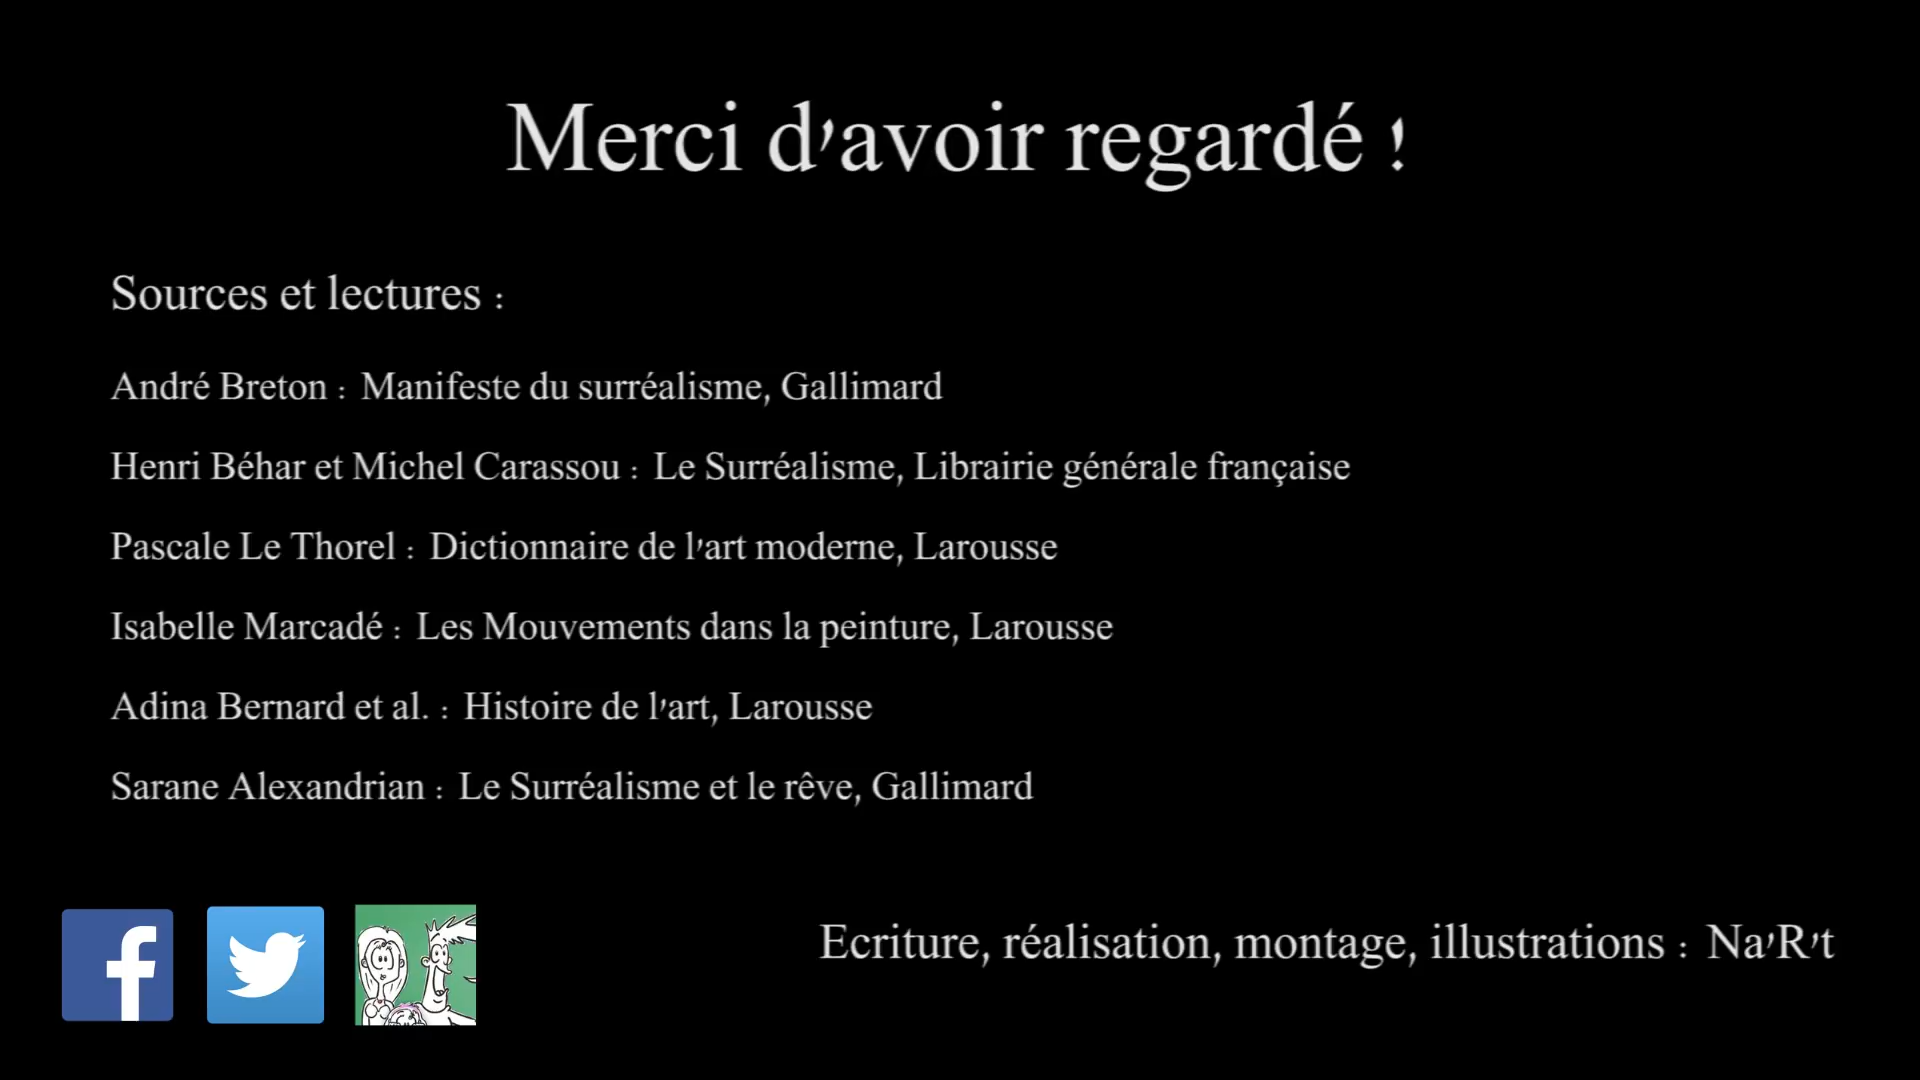 Merci d'avoir regardé !
Sources et lectures :
André Breton : Manifeste du surréalisme, Gallimard
Henri Béhar et Michel Carassou : Le Surréalisme, Librairie générale française
Pascale Le Thorel : Dictionnaire de l'art moderne, Larousse
Isabelle Marcadé : Les Mouvements dans la peinture, Larousse
Adina Bernard et al. : Histoire de l'art, Larousse
Sarane Alexandrian : Le Surréalisme et le rêve, Gallimard
Ecriture, réalisation, montage, illustrations : Na'R't